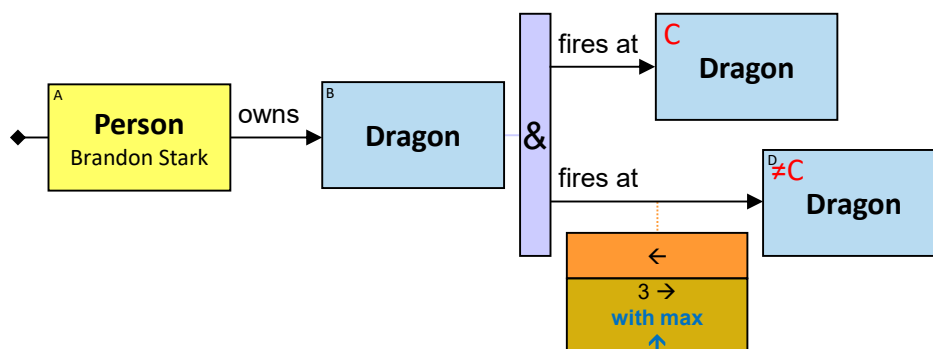 A
Person
Brandon Stark
owns
B
Dragon
&
fires at
C
Dragon
fires at
D
≠C
Dragon
←
3 →
with max
↑